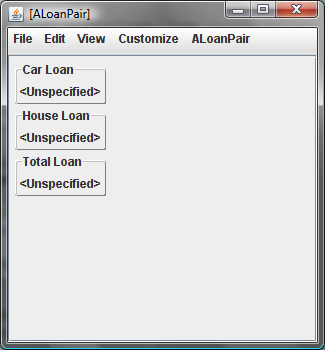 [ALoanPair]
File Edit View Customize ALoanPair
Car Loan
<Unspecified>
House Loan
<Unspecified>
Total Loan
<Unspecified>